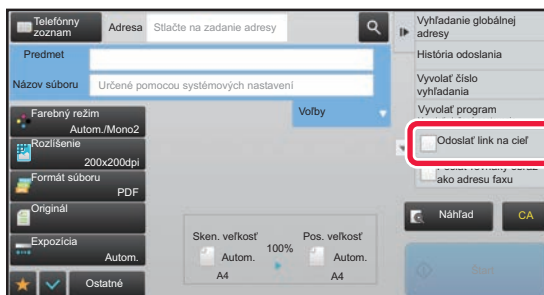 Telefónny
zoznam
Adresa
Stlačte na zadanie adresy
Predmet
Názov súboru
Určené pomocou systémových nastavení
Farebný režim
Autom./Mono2
Rozlíšenie
200x200dpi
Formát súboru
PDF
Originál
Expozícia
Autom.
Ostatné
Voľby
Sken. veľkosť
Autom.
A4
100%
Pos. veľkosť
Autom.
A4
Vyhľadanie globálnej
adresy
História odoslania
Vyvolať číslo
vyhľadania
Vyvolať program
Odoslať link na cieľ
ako adresu faxu
Náhľad
CA
Štart